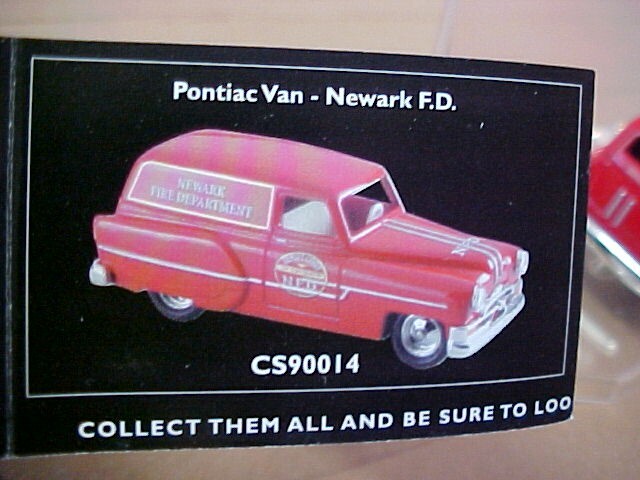 Pontiac Van - Newark F.D.
NEWARK
FIRE DEPARTMENT
N.F.D.
CS90014
COLLECT THEM ALL AND BE SURE TO LOO